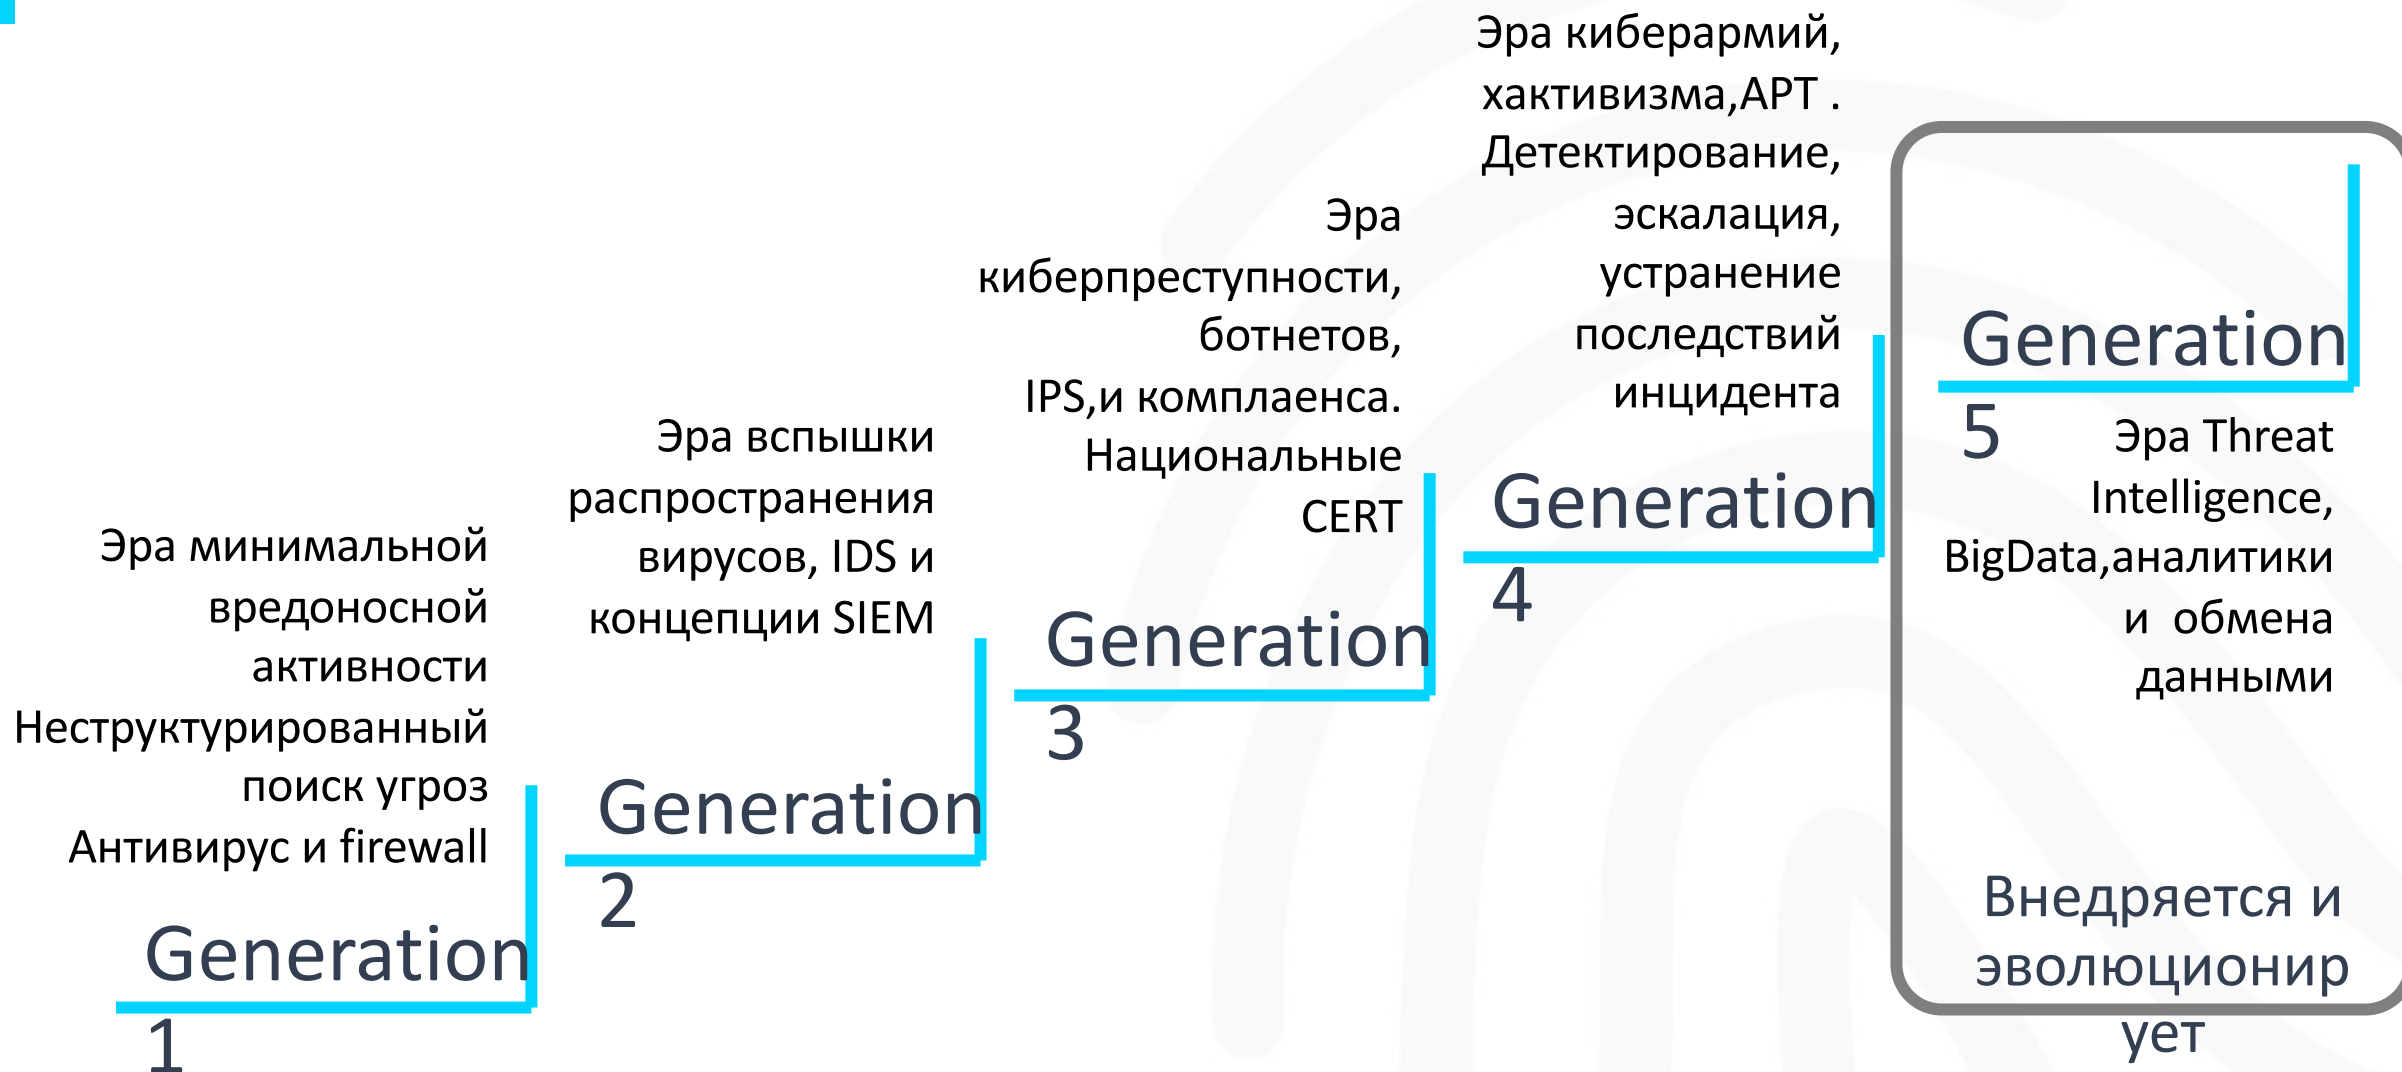 Эра минимальной
вредоносной
активности
Неструктурированный
поиск угроз
Антивирус и firewall
Generation
1
Эра вспышки
распространения
вирусов, IDS и
концепции SIEM
Generation
2
Эра
киберпреступности,
ботнетов,
IPS,и комплаенса.
Национальные
CERT
Generation
3
Эра киберармий,
хактивизма,APT .
Детектирование,
эскалация,
устранение
последствий
инцидента
Generation
4
Generation
5
Эра Threat
Intelligence,
BigData,аналитики
и обмена
данными
Внедряется и
эволюционир
ует